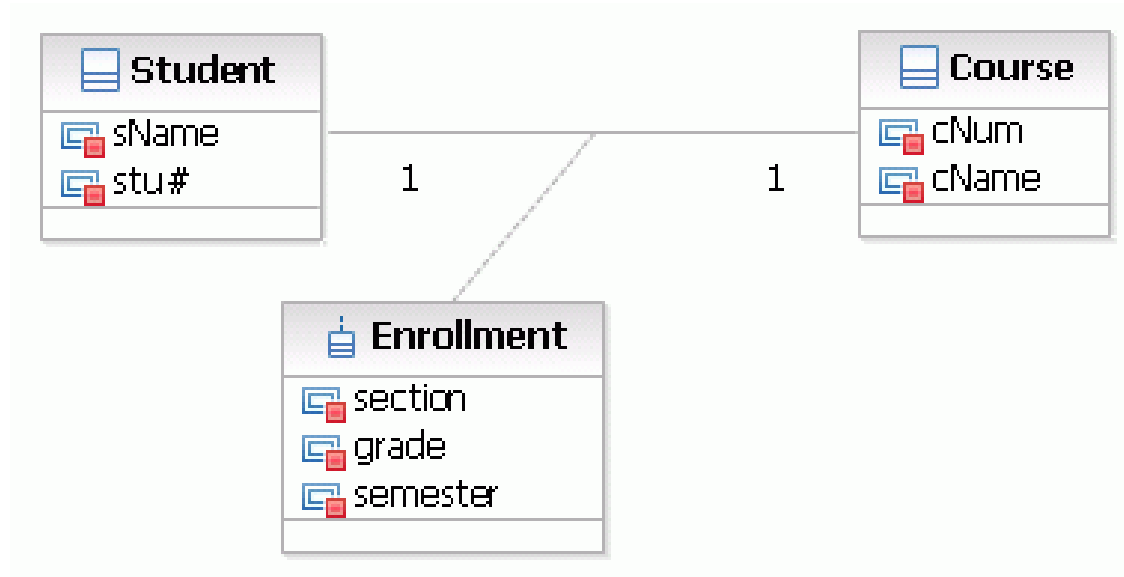 Student
sName
stu#
1
1
Course
cNum
cName
Enrollment
section
grade
semester